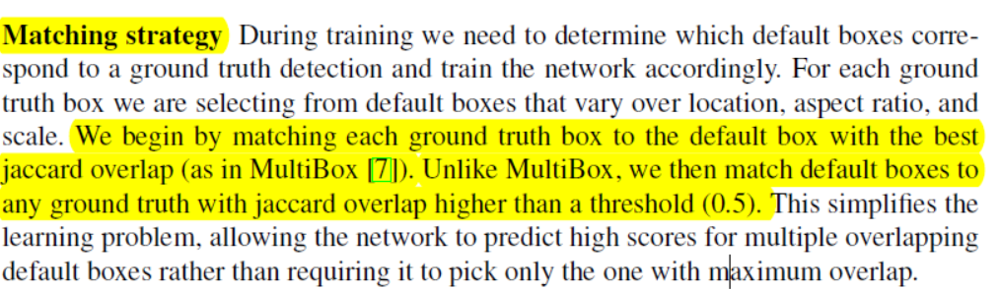 Matching strategy During training we need to determine which default boxes corre-
spond to a ground truth detection and train the network accordingly. For each ground
truth box we are selecting from default boxes that vary over location, aspect ratio, and
scale. We begin by matching each ground truth box to the default box with the best
jaccard overlap (as in MultiBox [7]). Unlike MultiBox, we then match default boxes to
any ground truth with jaccard overlap higher than a threshold (0.5). This simplifies the
learning problem, allowing the network to predict high scores for multiple overlapping
default boxes rather than requiring it to pick only the one with maximum overlap.